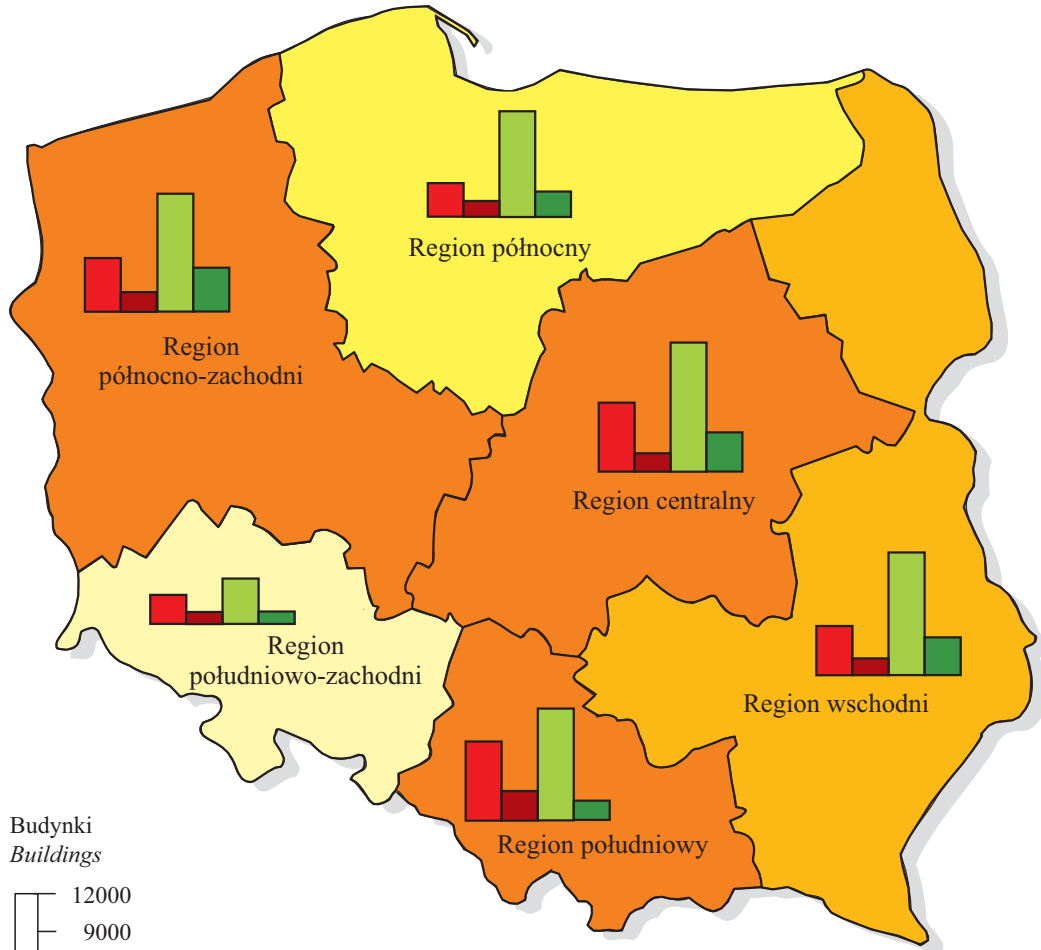 Region północny
Region
północno-zachodni
Region centralny
Region
południowo-zachodni
Region wschodni
Region południowy
Budynki
Buildings
12000
9000